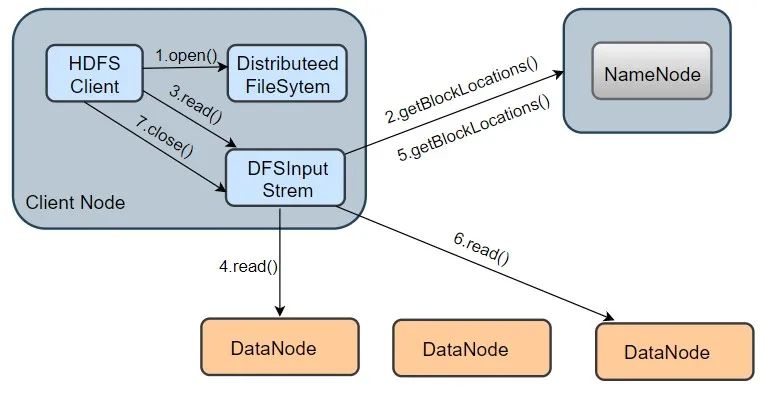 HDFS
Client
1.open()
Distributeed
FileSytem
2.getBlockLocations()
NameNode
3.read()
5.getBlockLocations()
7.close()
DFSInput
Strem
Client Node
4.read()
6.read()
DataNode
DataNode
DataNode